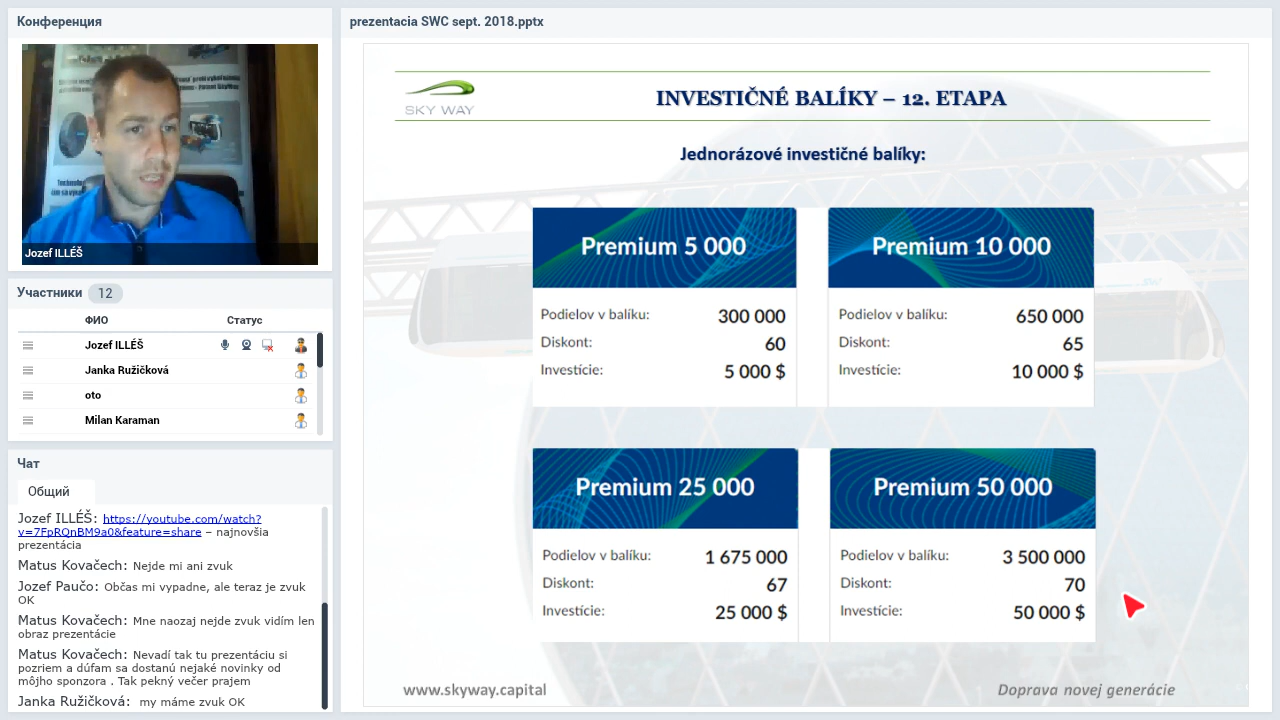 Конференция
Jozef ILLÉŠ
Участники 12
ФИО Статус
Jozef ILLÉŠ
Janka Ružičková
oto
Milan Karaman
Чат
Общий
Jozef ILLÉŠ: https://youtube.com/watch?
v=7FpRQnBM9a0&feature=share – najnovšia
prezentácia
Matus Kovačech: Nejde mi ani zvuk
Jozef Paučo: Občas mi vypadne, ale teraz je zvuk
OK
Matus Kovačech: Mne naozaj nejde zvuk vidím len
obraz prezentácie
Matus Kovačech: Nevadí tak tu prezentáciu si
pozriem a dúfam sa dostanú nejaké novinky od
môjho sponzora . Tak pekný večer prajem
Janka Ružičková: my máme zvuk OK
prezentacia SWC sept. 2018.pptx
SKY WAY
INVESTIČNÉ BALÍKY – 12. ETAPA
Jednorázové investičné balíky:
Premium 5 000
Podielov v balíku: 300 000
Diskont: 60
Investície: 5 000 $
Premium 10 000
Podielov v balíku: 650 000
Diskont: 65
Investície: 10 000 $
Premium 25 000
Podielov v balíku: 1 675 000
Diskont: 67
Investície: 25 000 $
Premium 50 000
Podielov v balíku: 3 500 000
Diskont: 70
Investície: 50 000 $
www.skyway.capital
Doprava novej generácie